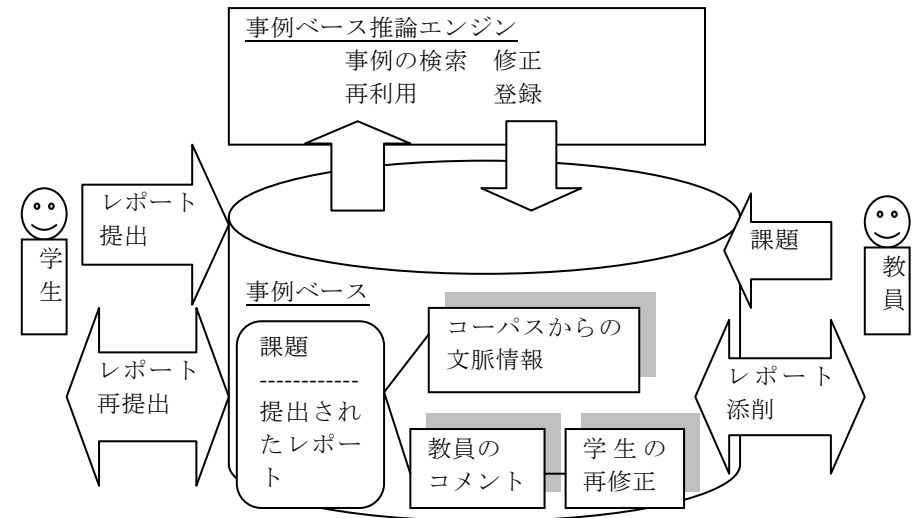 事例ベース推論エンジン
事例の検索 修正
再利用 登録
レポート
提出
学
生
課題
教
員
事例ベース
コーパスからの
文脈情報
課題
------------
提出され
たレポー
ト
レポート
再提出
レポート
添削
教員の
コメント
学生の
再修正